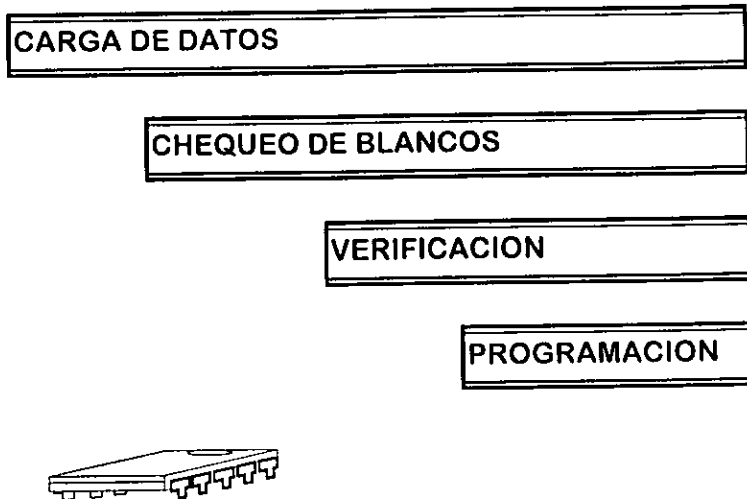 CARGA DE DATOS
CHEQUEO DE BLANCOS
VERIFICACION
PROGRAMACION